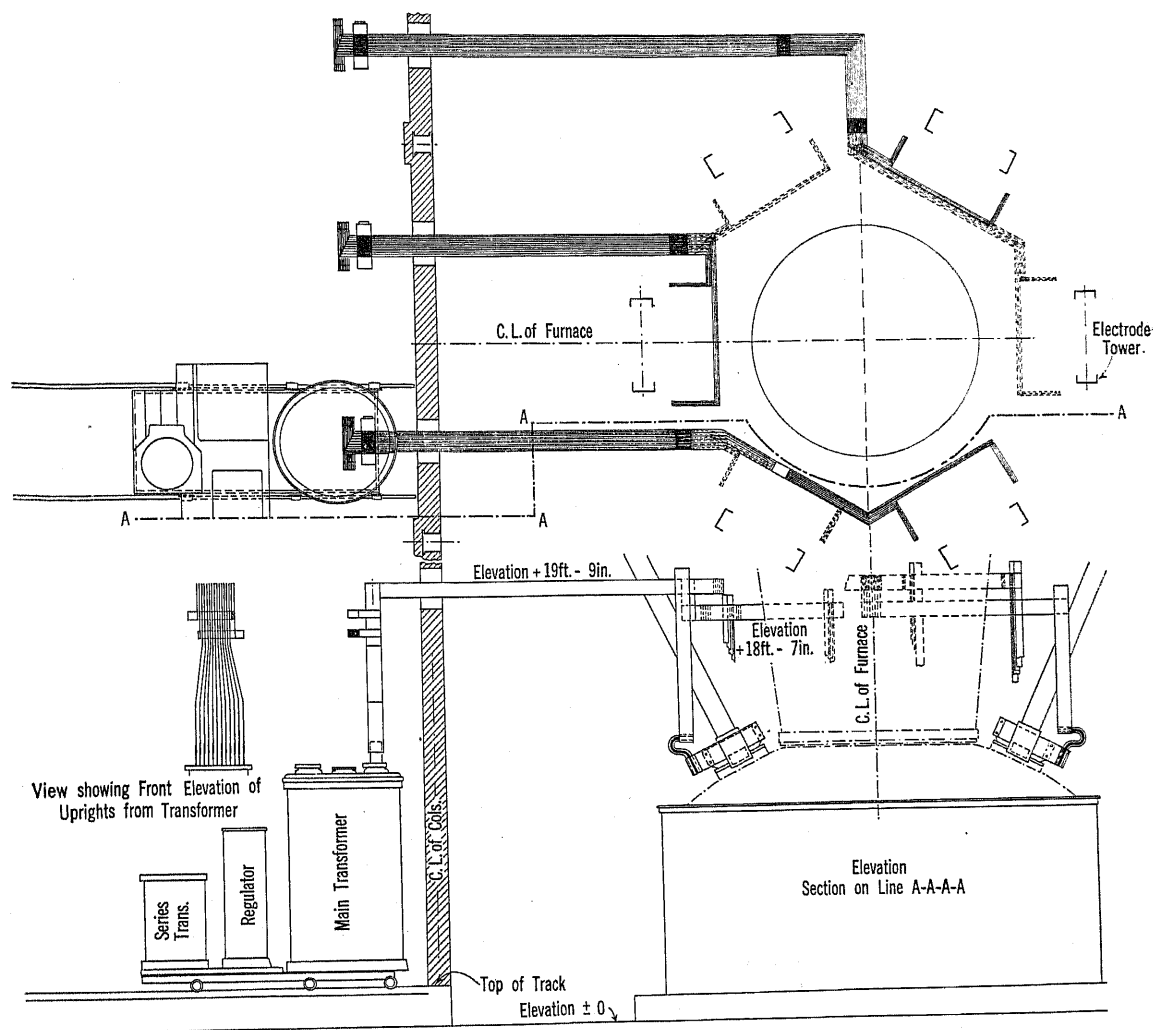 C.L. of Furnace
Electrode
Tower.
A
A
A
A
Elevation + 19ft. - 9in.
Elevation
+18ft. - 7in.
C.L. of Furnace
View showing Front Elevation of
Uprights from Transformer
C.L. of Cols.
Main Transformer
Regulator
Series
Trans.
Elevation
Section on Line A-A-A-A
Top of Track
Elevation ± 0